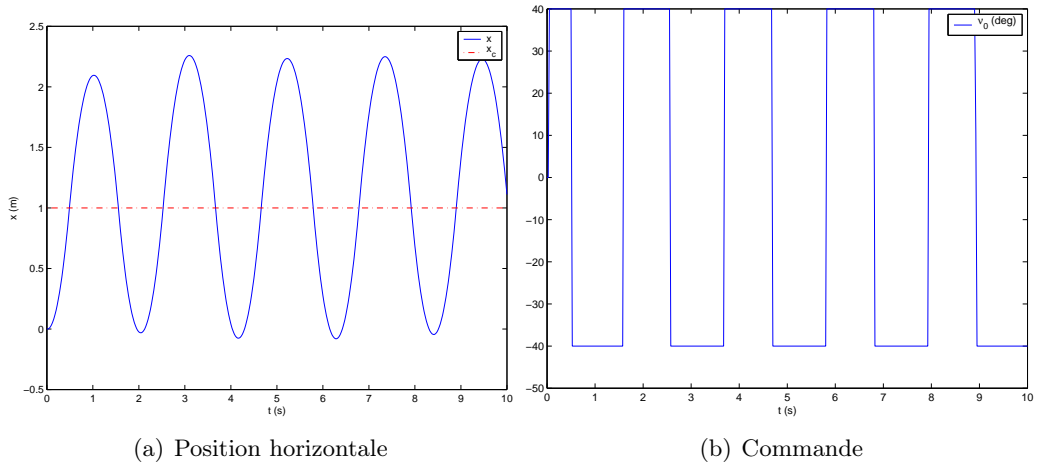 2.5
2
1.5
1
0.5
0
−0.5
x (m)
0 1 2 3 4 5 6 7 8 9 10
t (s)
x
x_c
(a) Position horizontale
40
30
20
10
0
−10
−20
−30
−40
−50
0 1 2 3 4 5 6 7 8 9 10
t (s)
ν_0 (deg)
(b) Commande